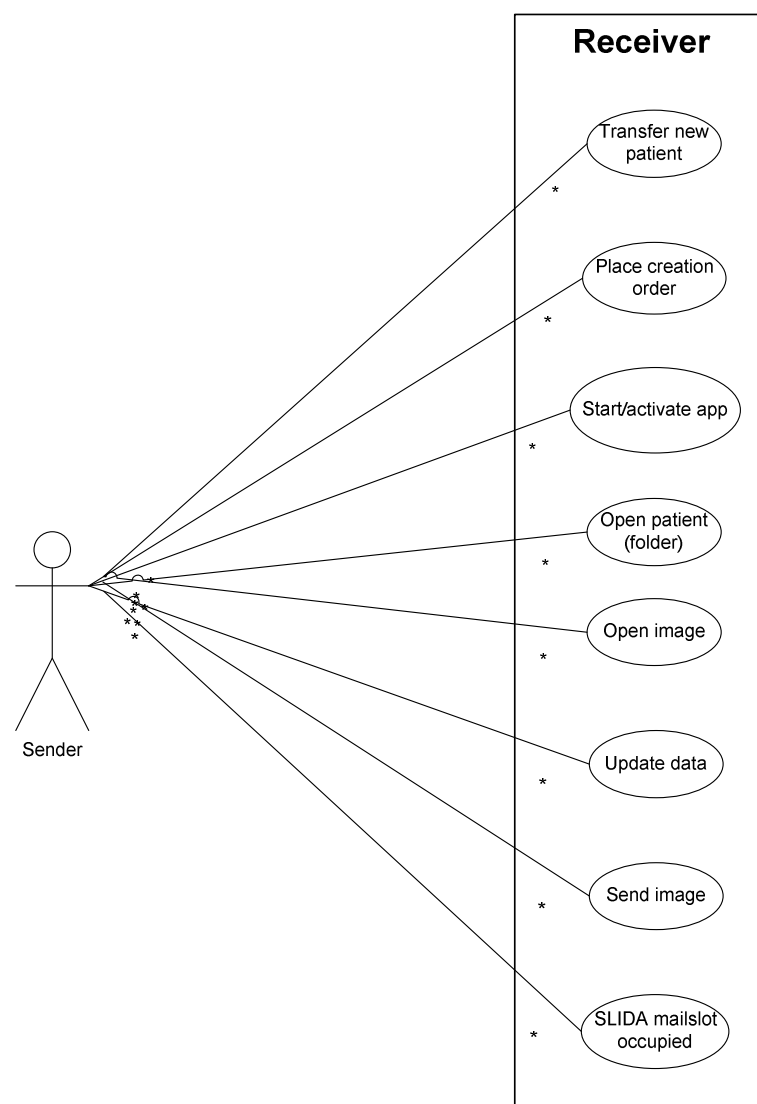 Receiver
Transfer new
patient
*
Place creation
order
*
Start/activate app
*
Open patient
(folder)
*
Open image
*
Update data
*
Send image
*
SLIDA mailslot
occupied
*
*
*
*
*
*
*
*
*
Sender